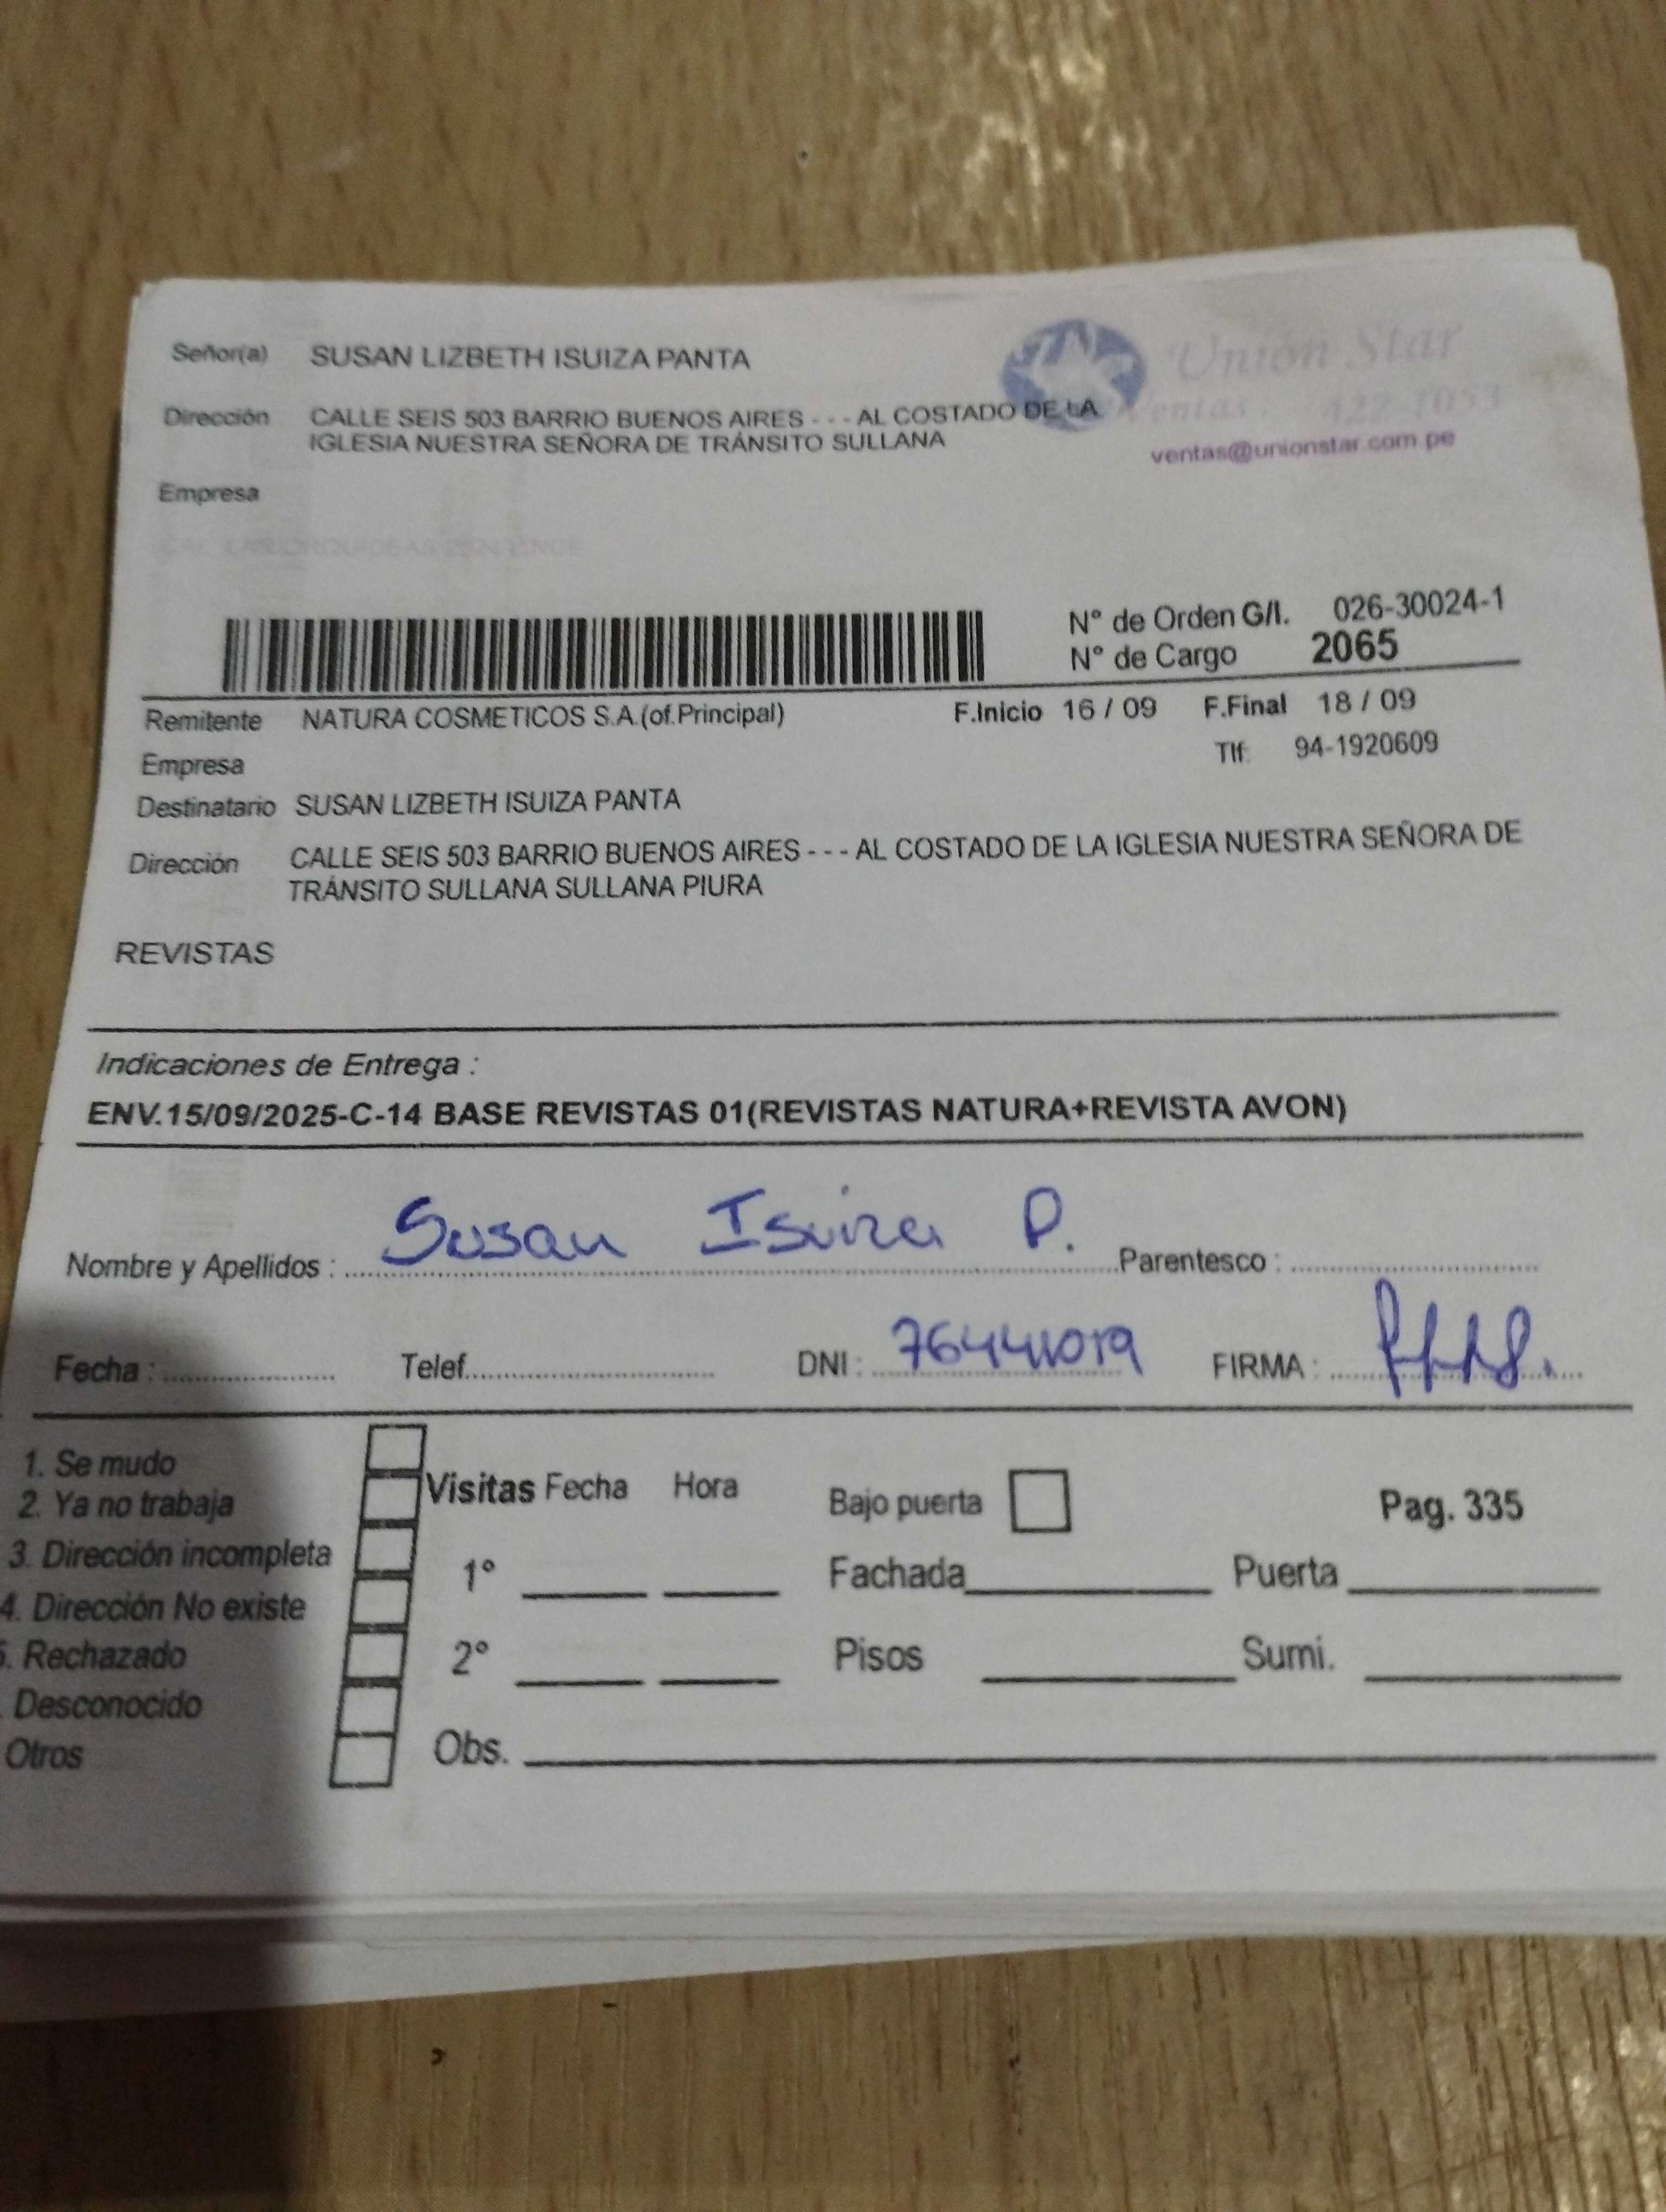 Señor(a) SUSAN LIZBETH ISUIZA PANTA
Unión Star
Dirección CALLE SEIS 503 BARRIO BUENOS AIRES - - - AL COSTADO DE LA
Ventas 422-1053
IGLESIA NUESTRA SEÑORA DE TRÁNSITO SULLANA
ventas@unionstar.com.pe
Empresa
N° de Orden G/I. 026-30024-1
N° de Cargo 2065
Remitente NATURA COSMETICOS S.A.(of.Principal) F.Inicio 16 / 09 F.Final 18 / 09
Empresa Tlf: 94-1920609
Destinatario SUSAN LIZBETH ISUIZA PANTA
Dirección CALLE SEIS 503 BARRIO BUENOS AIRES - - - AL COSTADO DE LA IGLESIA NUESTRA SEÑORA DE
TRÁNSITO SULLANA SULLANA PIURA
REVISTAS
Indicaciones de Entrega :
ENV.15/09/2025-C-14 BASE REVISTAS 01(REVISTAS NATURA+REVISTA AVON)
Nombre y Apellidos : Susan Isuiza P. Parentesco :
Fecha : Telef. DNI : FIRMA :
1. Se mudo
2. Ya no trabaja
3. Dirección incompleta
4. Dirección No existe
5. Rechazado
. Desconocido
Otros
Visitas Fecha Hora
1°
2°
Obs.
Bajo puerta Pag. 335
Fachada Puerta
Pisos Sumi.